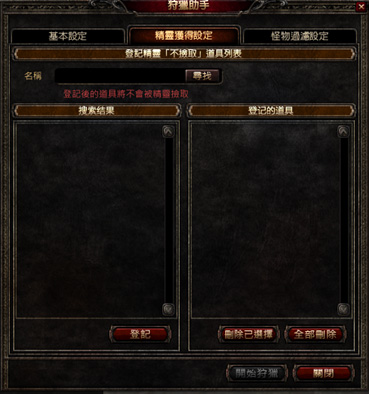 狩獵助手
基本設定 精靈獲得設定 怪物過濾設定
登記精靈「不撿取」道具列表
名稱 尋找
登記後的道具將不會被精靈撿取
搜索结果 登记的道具
登記 刪除已選擇 全部刪除
開始狩獵 關閉